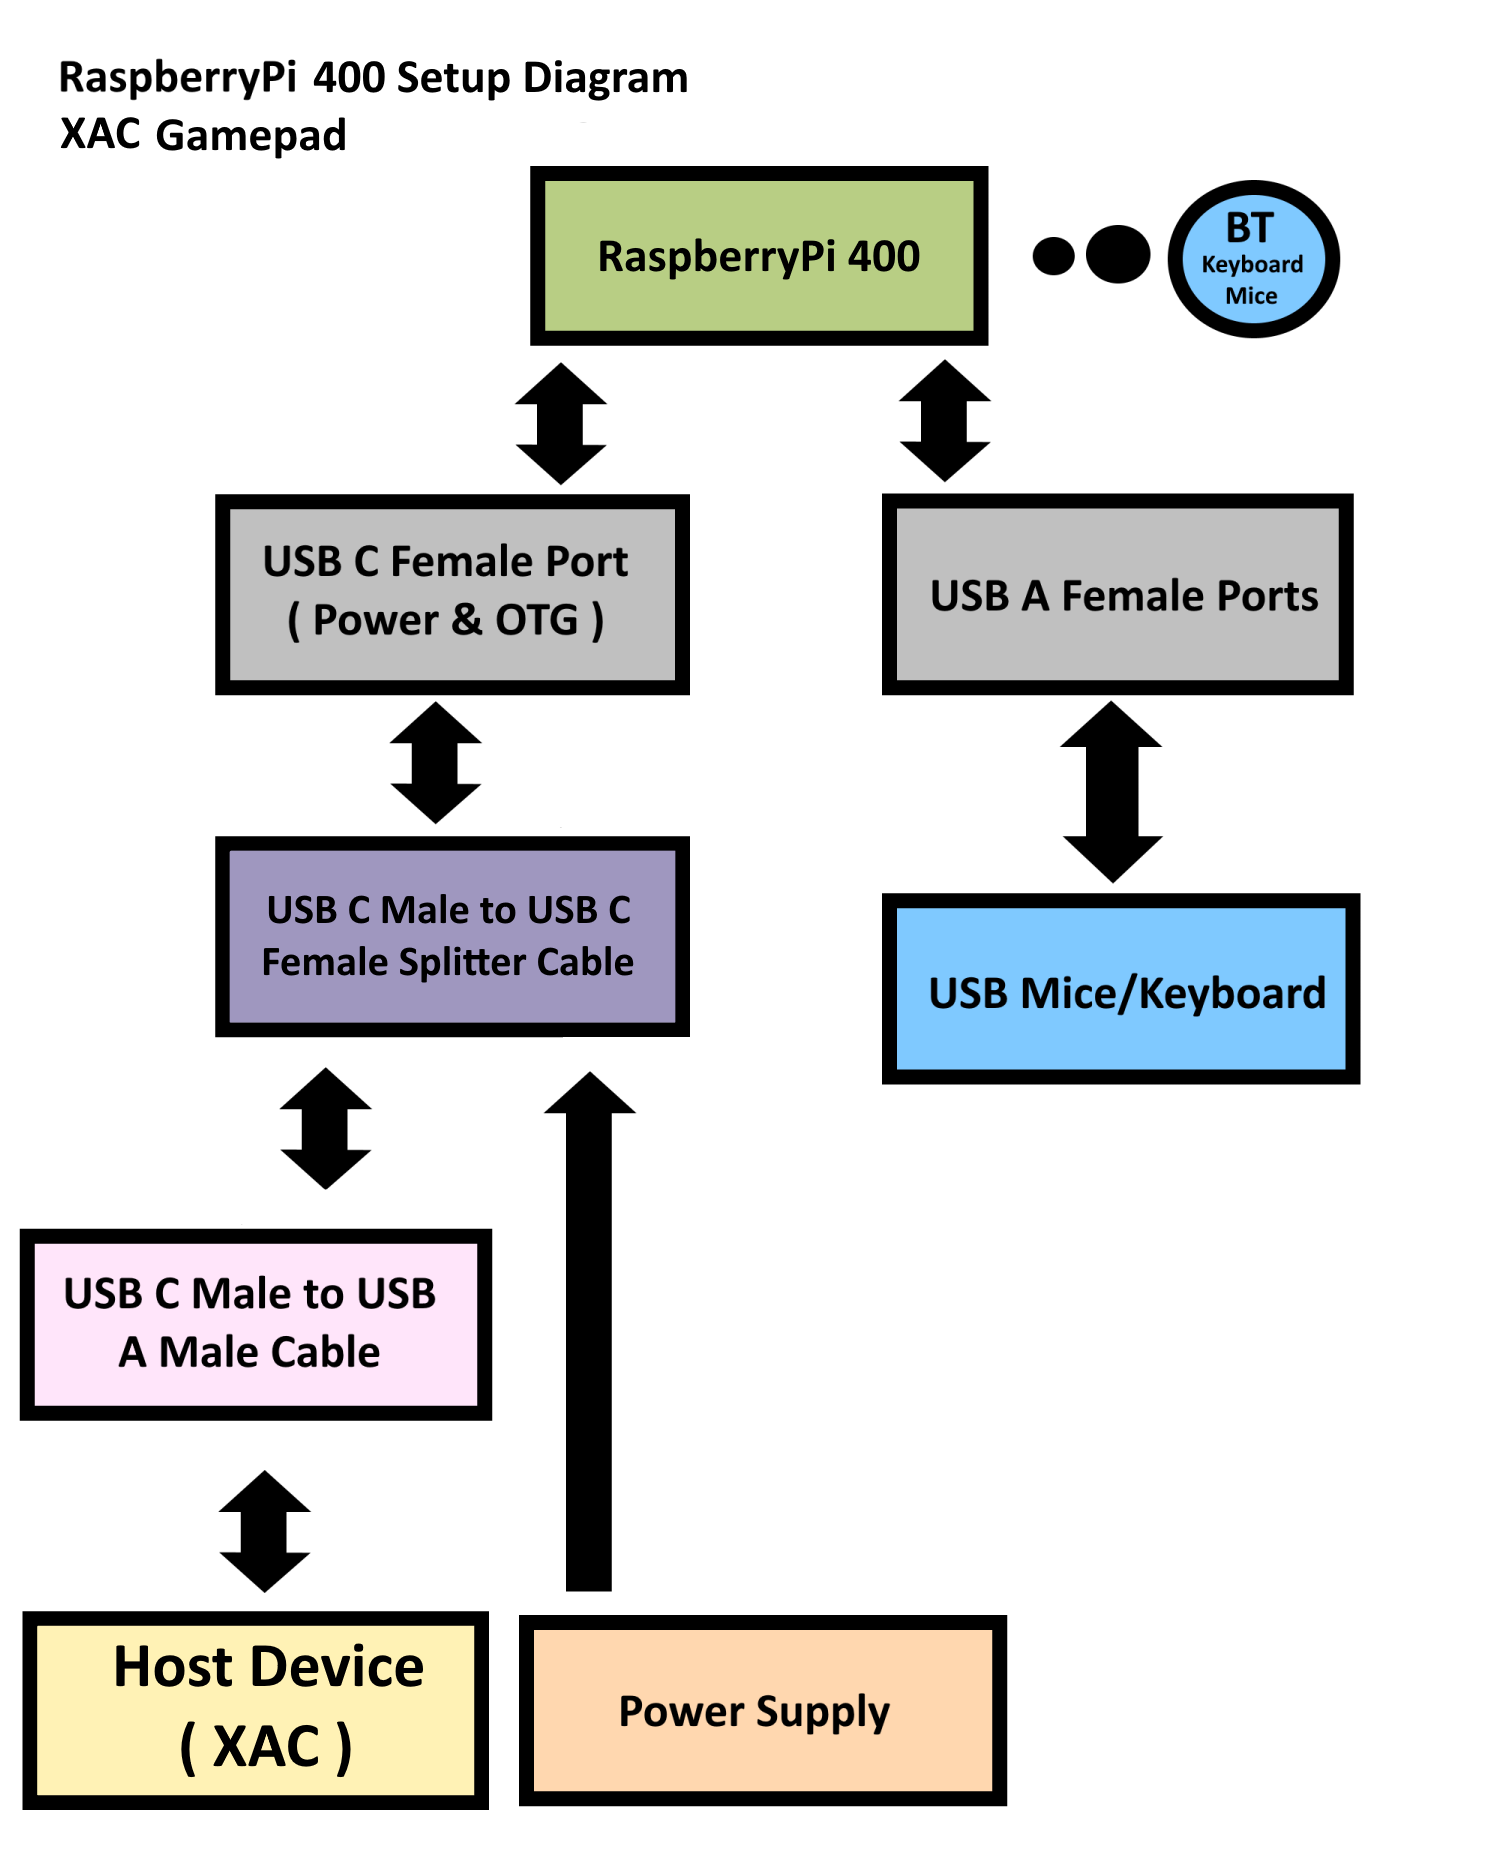 RaspberryPi 400 Setup Diagram
XAC Gamepad
RaspberryPi 400
BT
Keyboard
Mice
USB C Female Port
( Power & OTG )
USB A Female Ports
USB C Male to USB C
Female Splitter Cable
USB Mice/Keyboard
USB C Male to USB
A Male Cable
Host Device
( XAC )
Power Supply